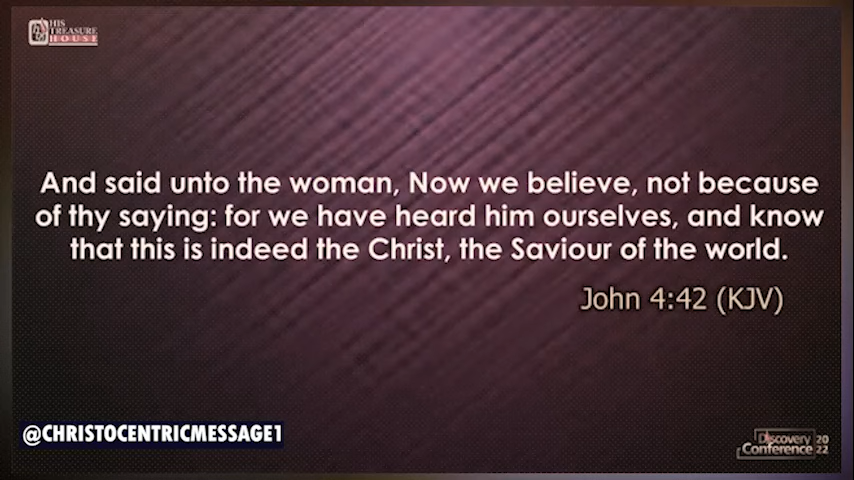 HIS
TREASURE
HOUSE
And said unto the woman, Now we believe, not because
of thy saying: for we have heard him ourselves, and know
that this is indeed the Christ, the Saviour of the world.
John 4:42 (KJV)
@CHRISTOCENTRICMESSAGE1
Discovery 20
Conference 22